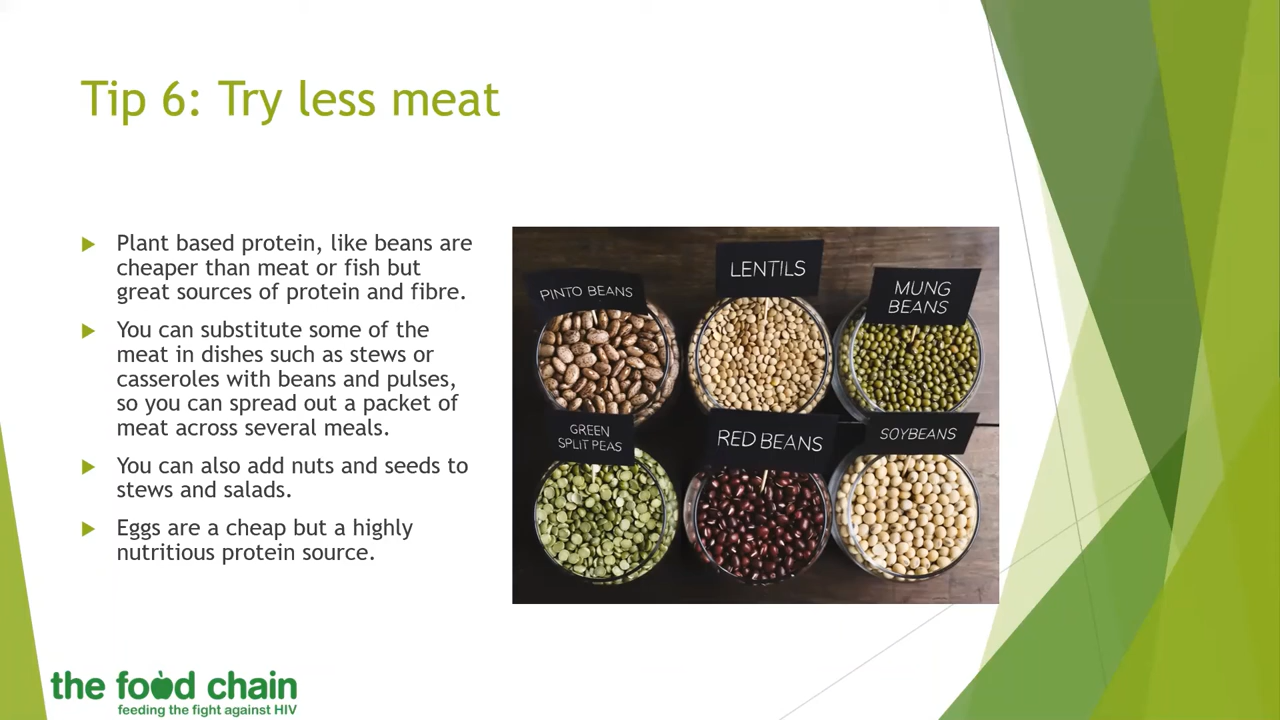 Tip 6: Try less meat
Plant based protein, like beans are
cheaper than meat or fish but
great sources of protein and fibre.
You can substitute some of the
meat in dishes such as stews or
casseroles with beans and pulses,
so you can spread out a packet of
meat across several meals.
You can also add nuts and seeds to
stews and salads.
Eggs are a cheap but a highly
nutritious protein source.
PINTO BEANS
LENTILS
MUNG
BEANS
GREEN
SPLIT PEAS
RED BEANS
SOYBEANS
the food chain
feeding the fight against HIV